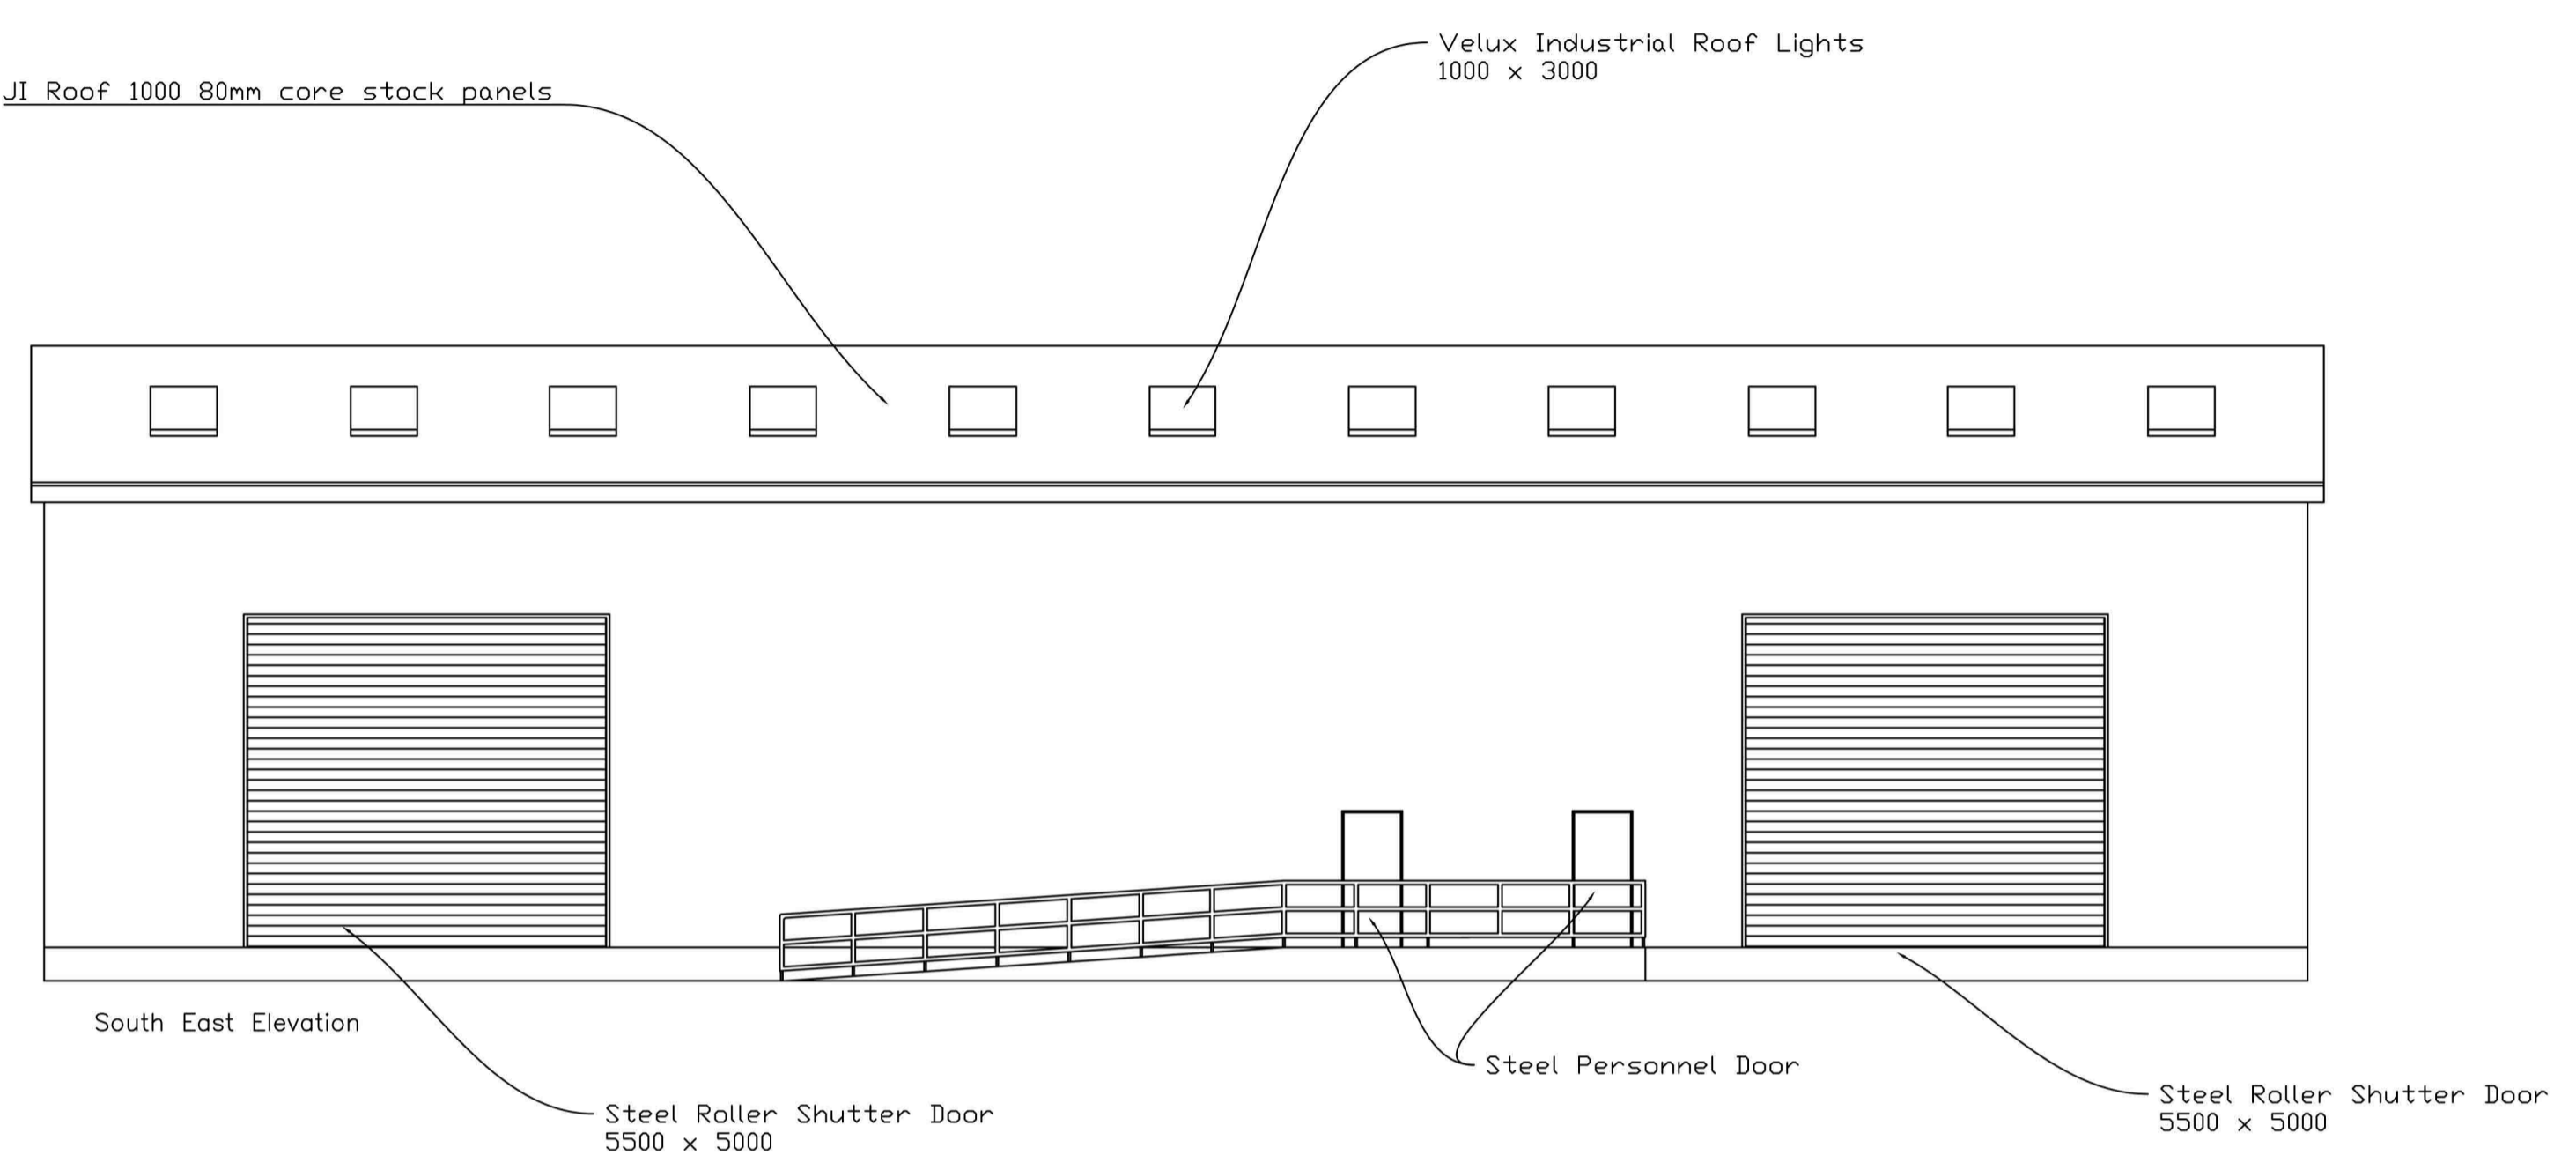 Velux Industrial Roof Lights
1000 x 3000
JI Roof 1000 80mm core stock panels
South East Elevation
Steel Personnel Door
Steel Roller Shutter Door
5500 x 5000
Steel Roller Shutter Door
5500 x 5000